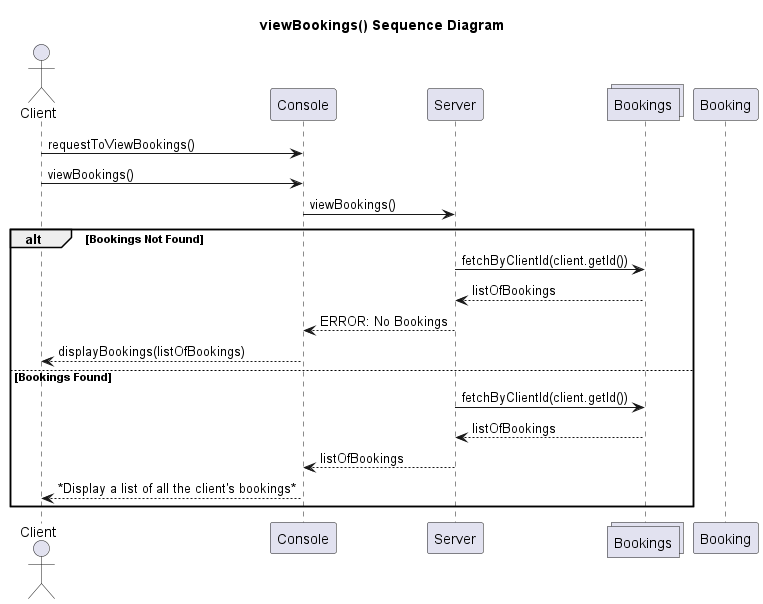 viewBookings() Sequence Diagram
Client
Console
Server
Bookings
Booking
requestToViewBookings()
viewBookings()
viewBookings()
alt
[Bookings Not Found]
fetchByClientId(client.getId())
listOfBookings
ERROR: No Bookings
displayBookings(listOfBookings)
[Bookings Found]
fetchByClientId(client.getId())
listOfBookings
listOfBookings
*Display a list of all the client's bookings*
Client
Console
Server
Bookings
Booking